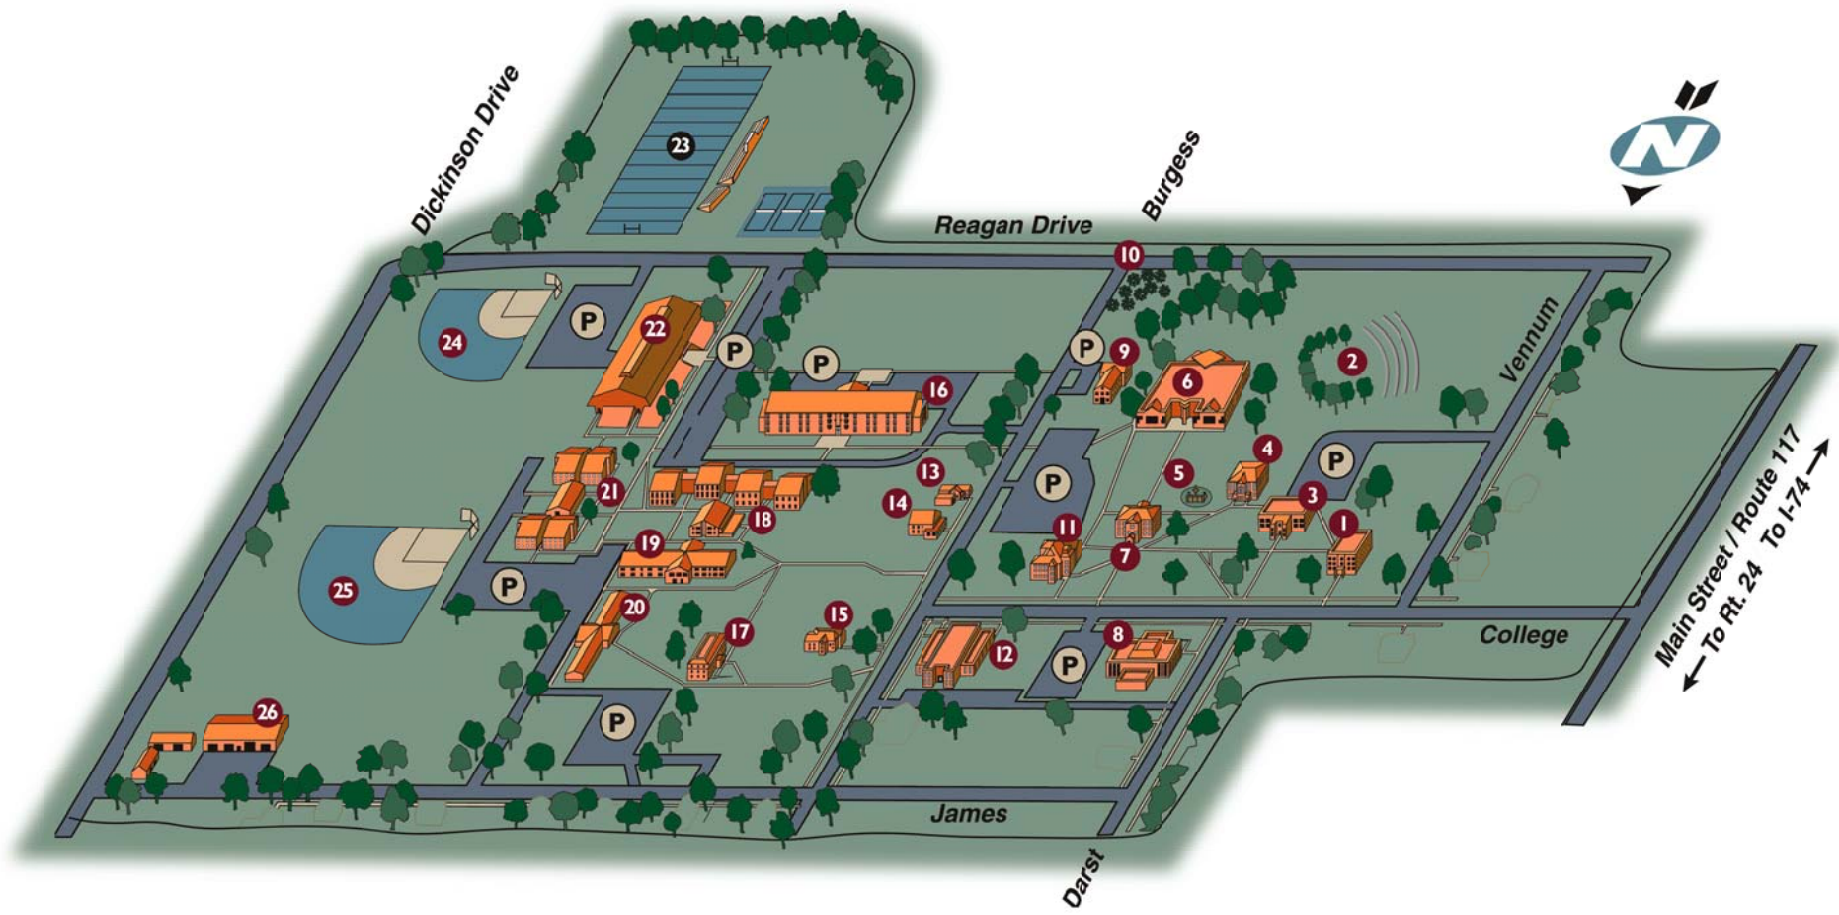 Dickinson Drive
23
Burgess
N
Reagan Drive
10
24
P
22
P
P
16
P
9
6
2
Vennum
4
5
P
3
1
13
14
P
11
7
21
18
19
25
P
20
17
15
12
P
8
College
Main Street / Route 117
To Rt. 24 To I-74
26
P
James
Darst